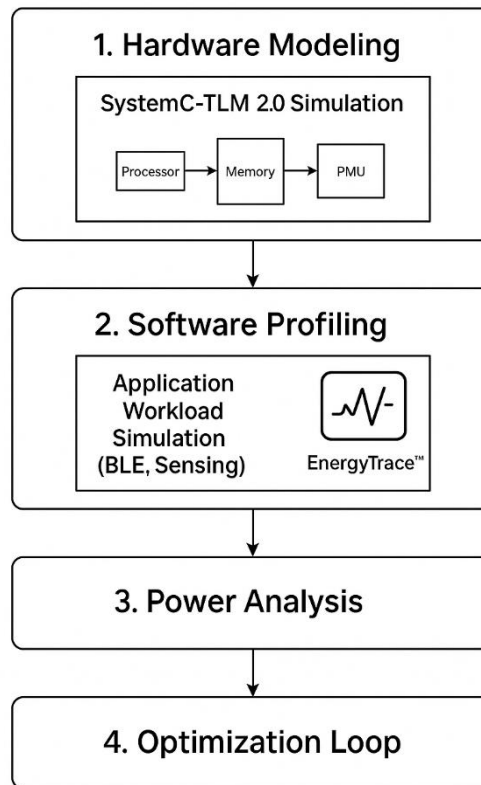 1. Hardware Modeling
SystemC-TLM 2.0 Simulation
Processor
Memory
PMU
2. Software Profiling
Application
Workload
Simulation
(BLE, Sensing)
EnergyTrace™
3. Power Analysis
4. Optimization Loop